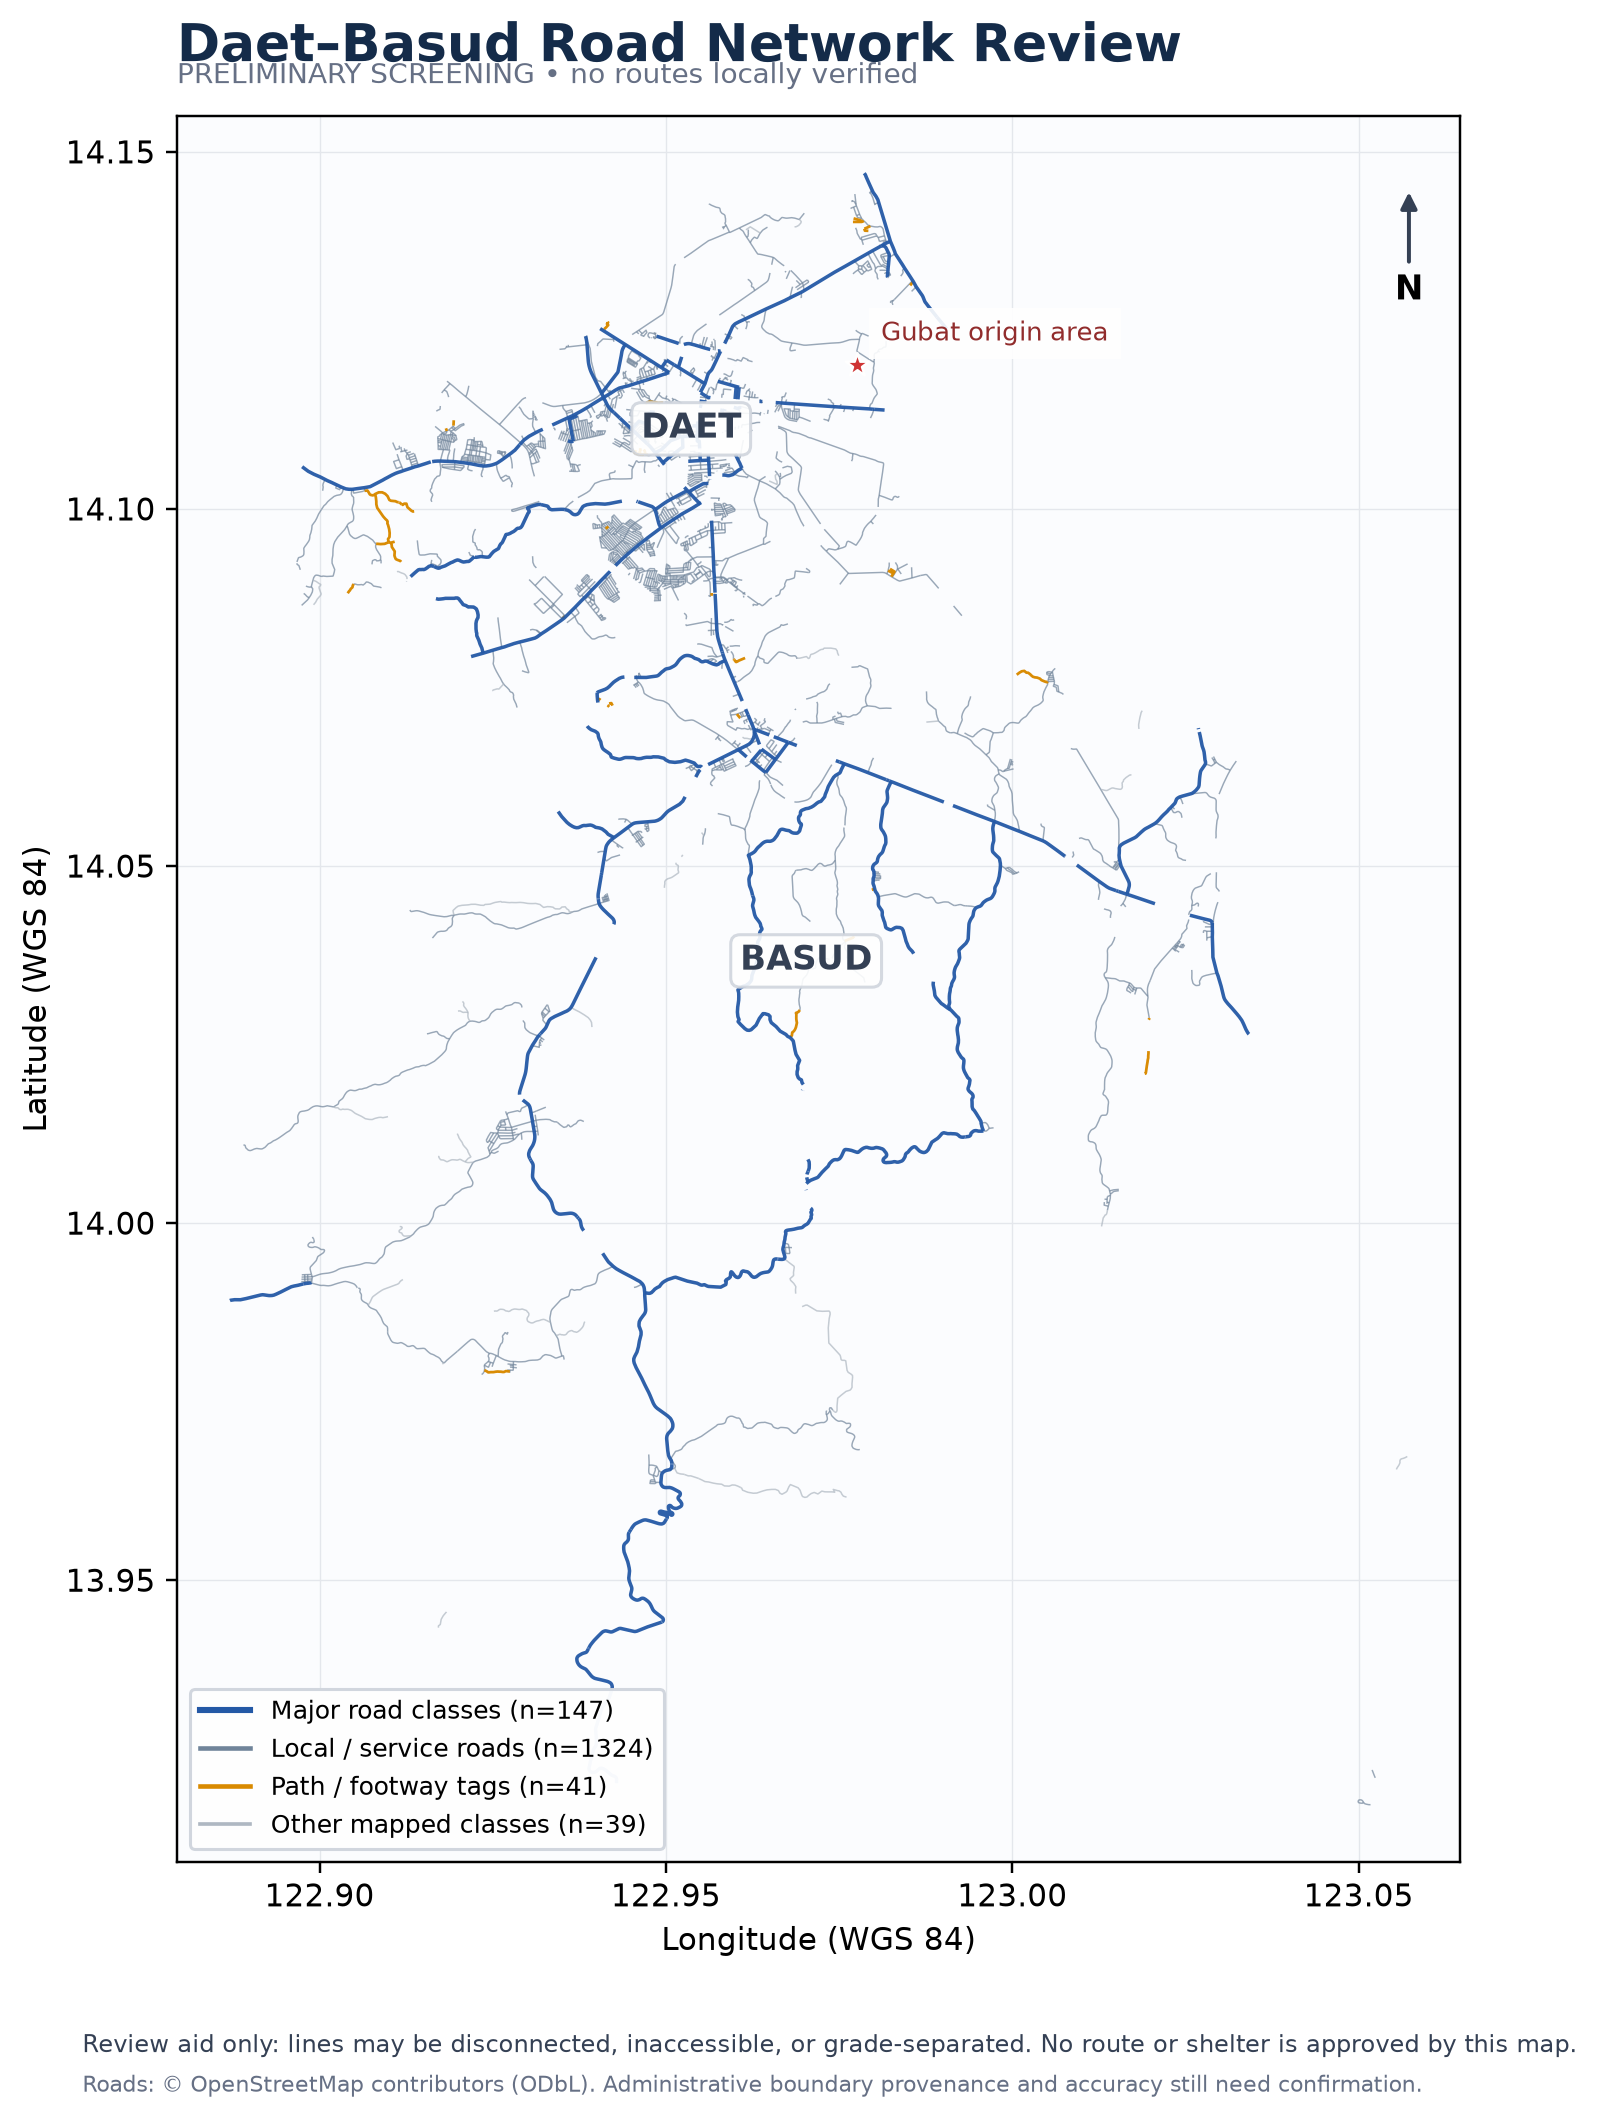 Daet–Basud Road Network Review
PRELIMINARY SCREENING • no routes locally verified
14.15
14.10
14.05
14.00
13.95
Latitude (WGS 84)
N
Gubat origin area
DAET
BASUD
Major road classes (n=147)
Local / service roads (n=1324)
Path / footway tags (n=41)
Other mapped classes (n=39)
122.90
122.95
123.00
123.05
Longitude (WGS 84)
Review aid only: lines may be disconnected, inaccessible, or grade-separated. No route or shelter is approved by this map.
Roads: © OpenStreetMap contributors (ODbL). Administrative boundary provenance and accuracy still need confirmation.